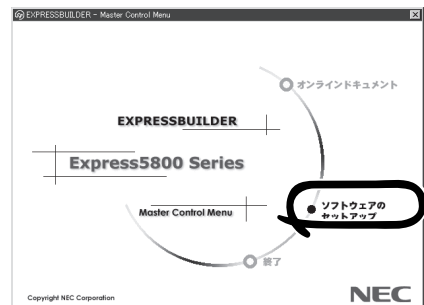 EXPRESSBUILDER - Master Control Menu
オンラインドキュメント
EXPRESSBUILDER
Express5800 Series
Master Control Menu
ソフトウェアの
セットアップ
終了
Copyright NEC Corporation
NEC